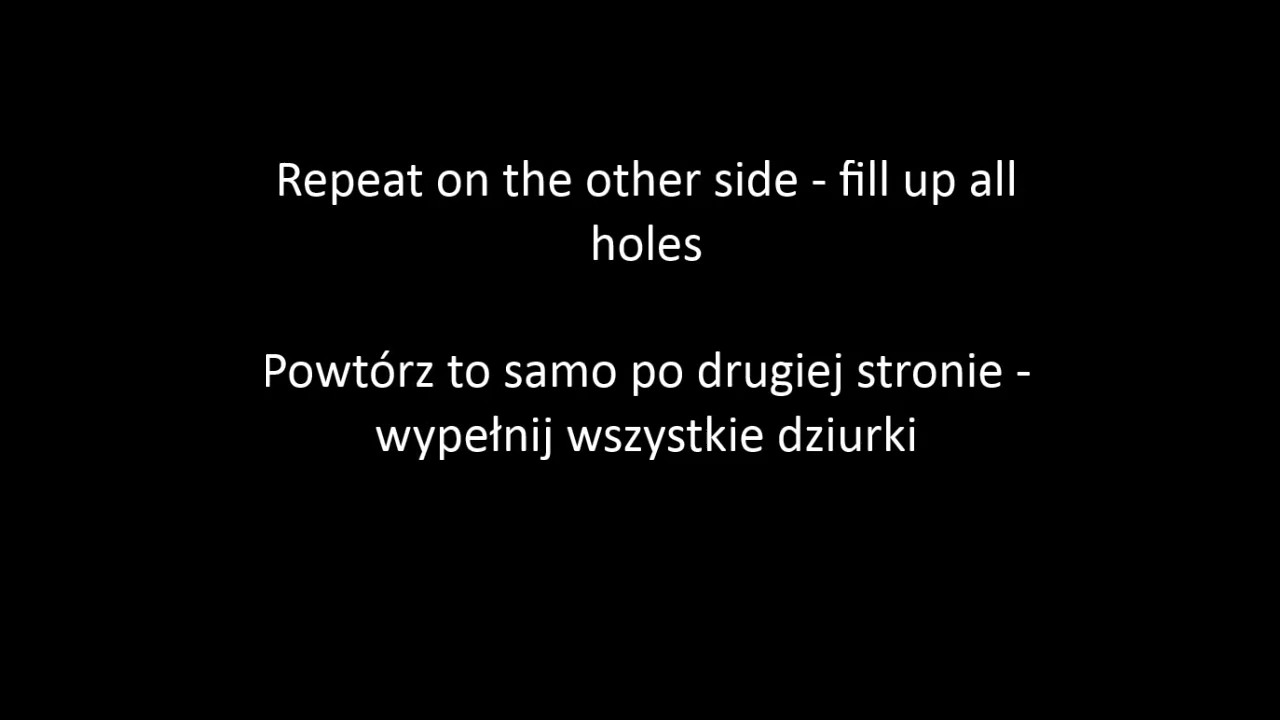 Repeat on the other side - fill up all
holes
Powtórz to samo po drugiej stronie -
wypełnij wszystkie dziurki